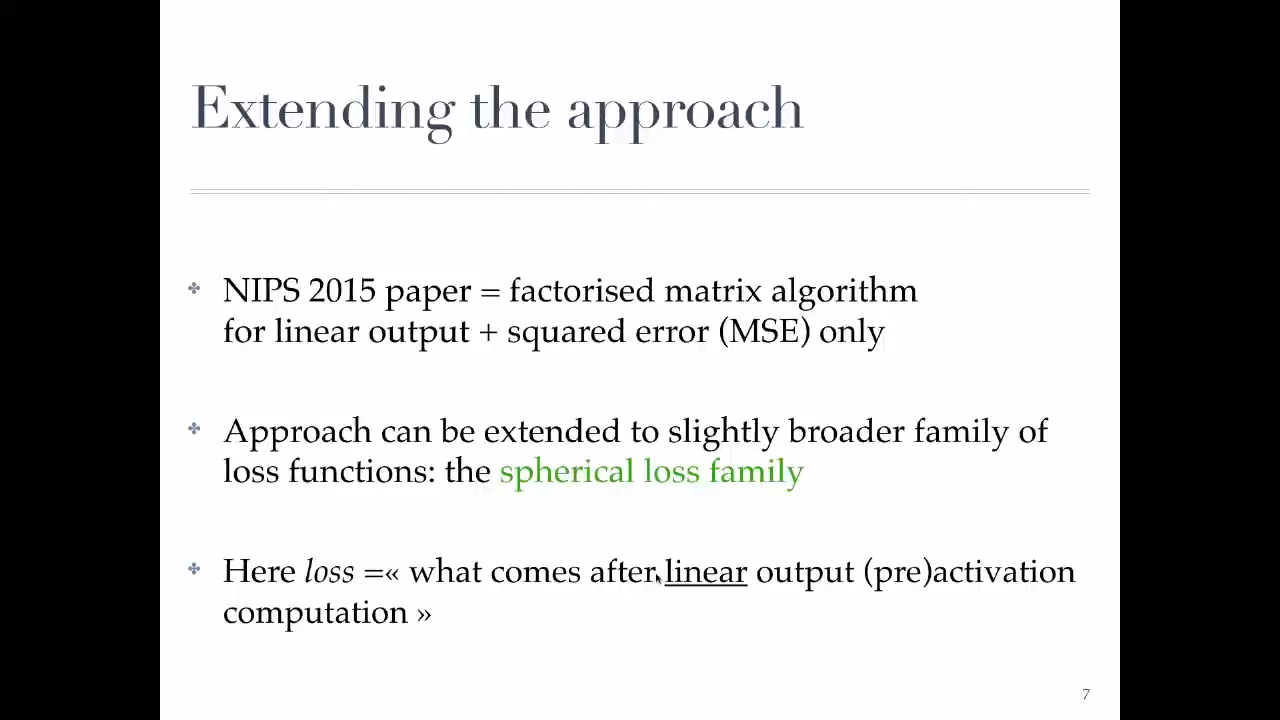 Extending the approach
NIPS 2015 paper = factorised matrix algorithm
for linear output + squared error (MSE) only
Approach can be extended to slightly broader family of
loss functions: the spherical loss family
Here loss =« what comes after linear output (pre)activation
computation »
7